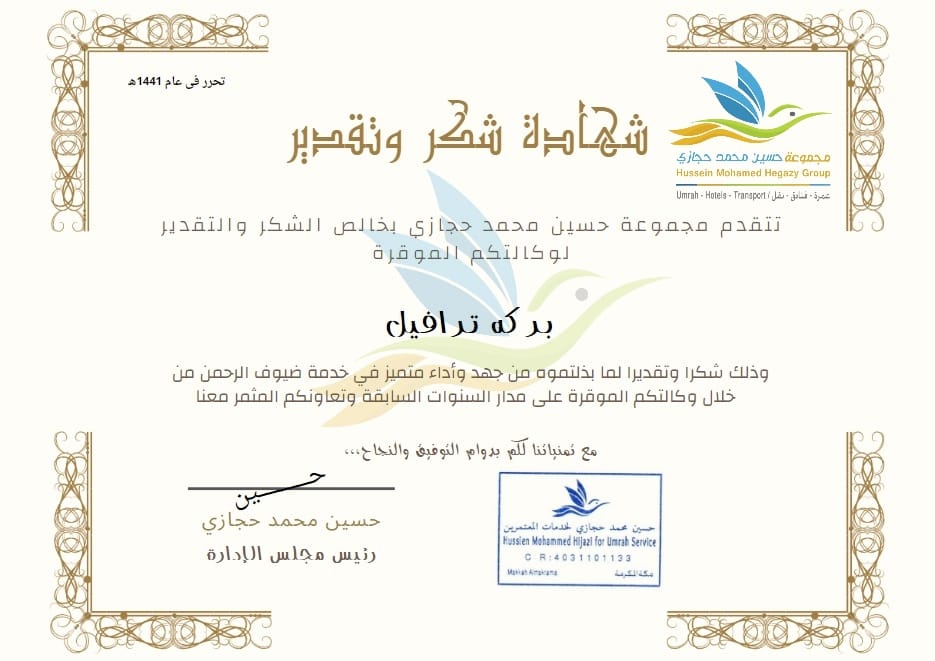 تحرر فى عام 1441ه
شهادة شكر وتقدير
مجموعة حسين محمد حجازي
Hussein Mohamed Hegazy Group
Umrah - Hotels - Transport / عمرة - فنادق - نقل
تتقدم مجموعة حسين محمد حجازي بخالص الشكر والتقدير
لوكالتكم الموقرة
بركه ترافيل
وذلك شكرا وتقديرا لما بذلتموه من جهد وأداء متميز في خدمة ضيوف الرحمن من
خلال وكالتكم الموقرة على مدار السنوات السابقة وتعاونكم المثمر معنا
مع تمنياتنا لكم بدوام التوفيق والنجاح،،،
حسين
حسين محمد حجازي
رئيس مجلس الإدارة
حسين محمد حجازي لخدمات المعتمرين
Hussien Mohammed Hijazi for Umrah Service
C R: 4031101133
Makkah Almakrama مكة المكرمة